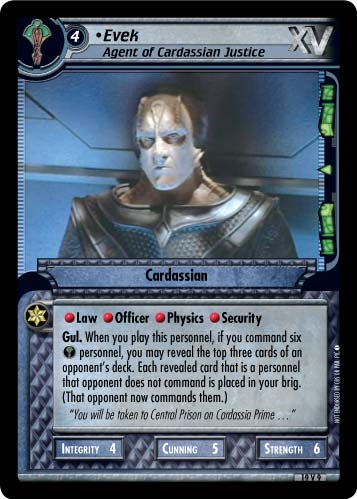 4 •Evek XV
Agent of Cardassian Justice
Cardassian
Law Officer Physics Security
Gul. When you play this personnel, if you command six
personnel, you may reveal the top three cards of an
opponent's deck. Each revealed card is a personnel
that opponent does not command is placed in your brig.
(That opponent now commands them.)
"You will be taken to Central Prison on Cardassia Prime …"
INTEGRITY 4 CUNNING 5 STRENGTH 6
19 V 9